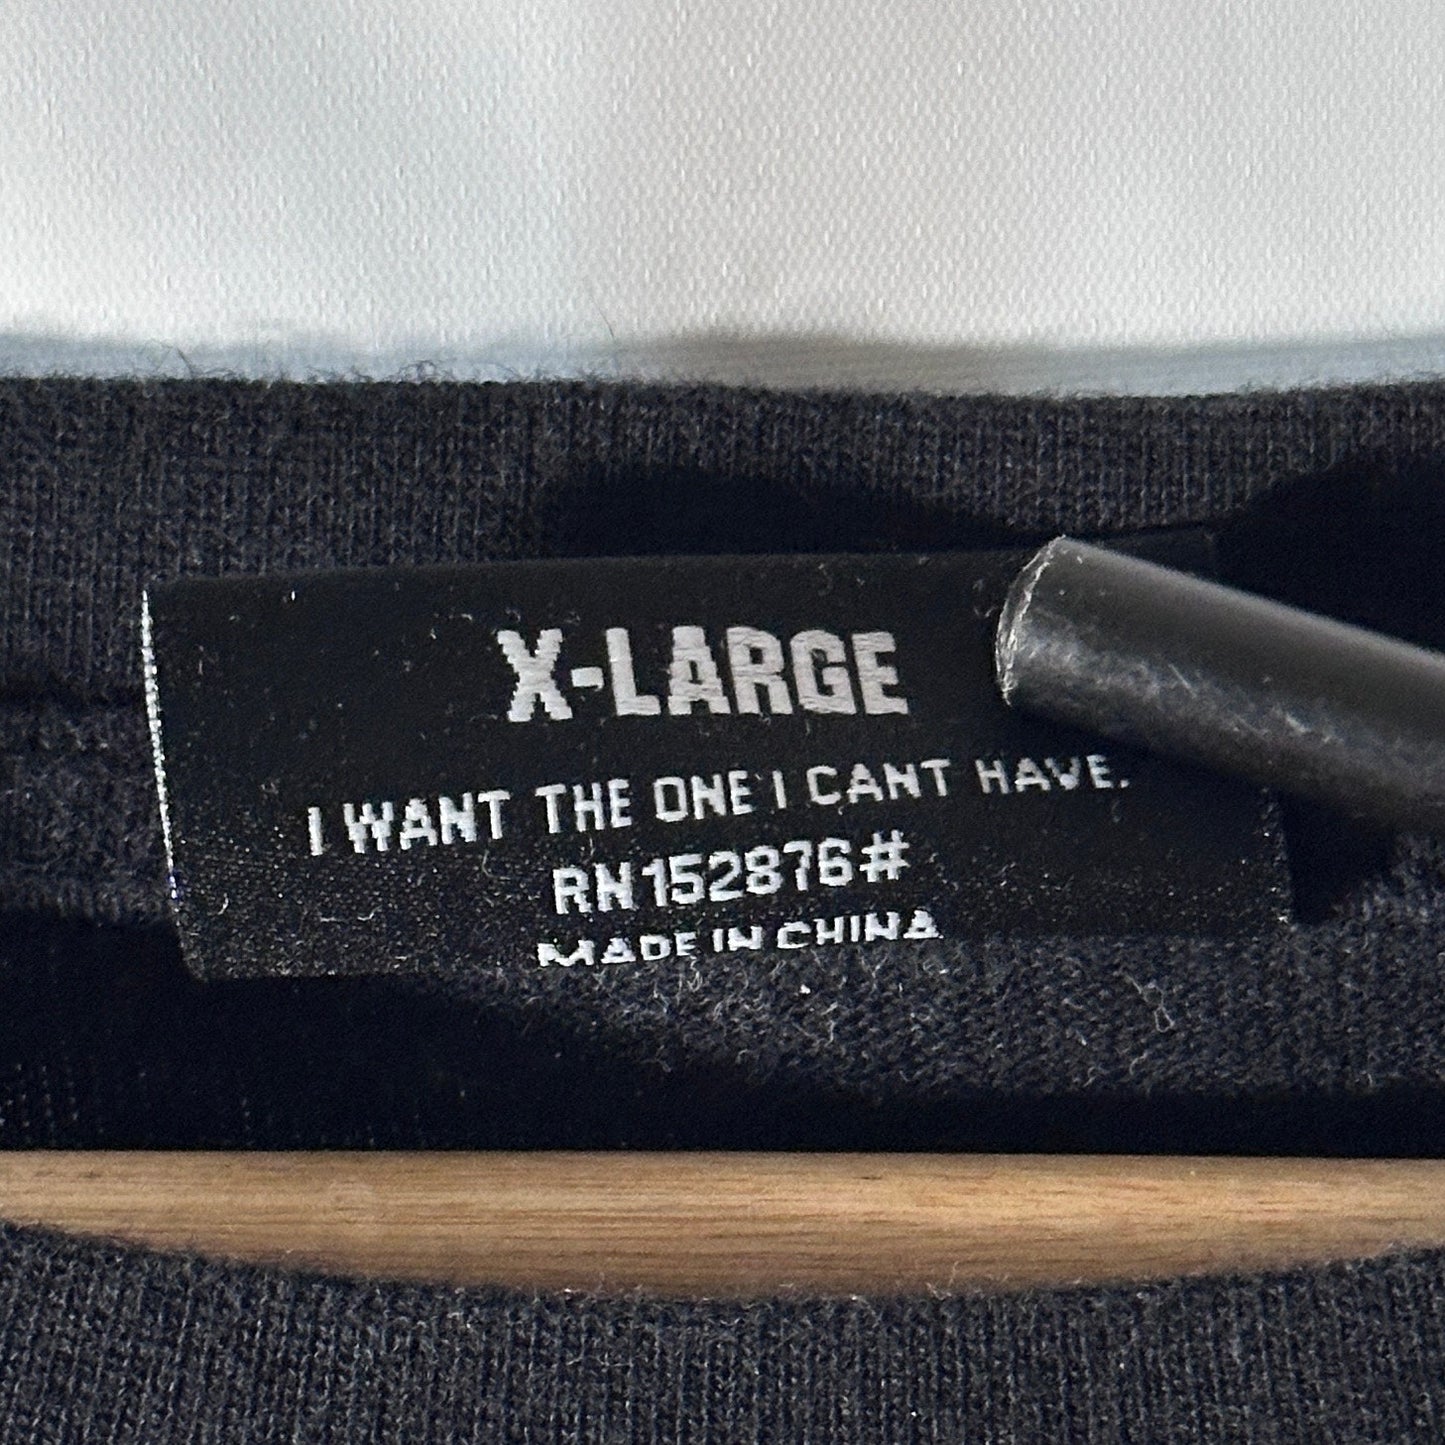 X-LARGE
I WANT THE ONE I CANT HAVE.
RN152876#
MADE IN CHINA